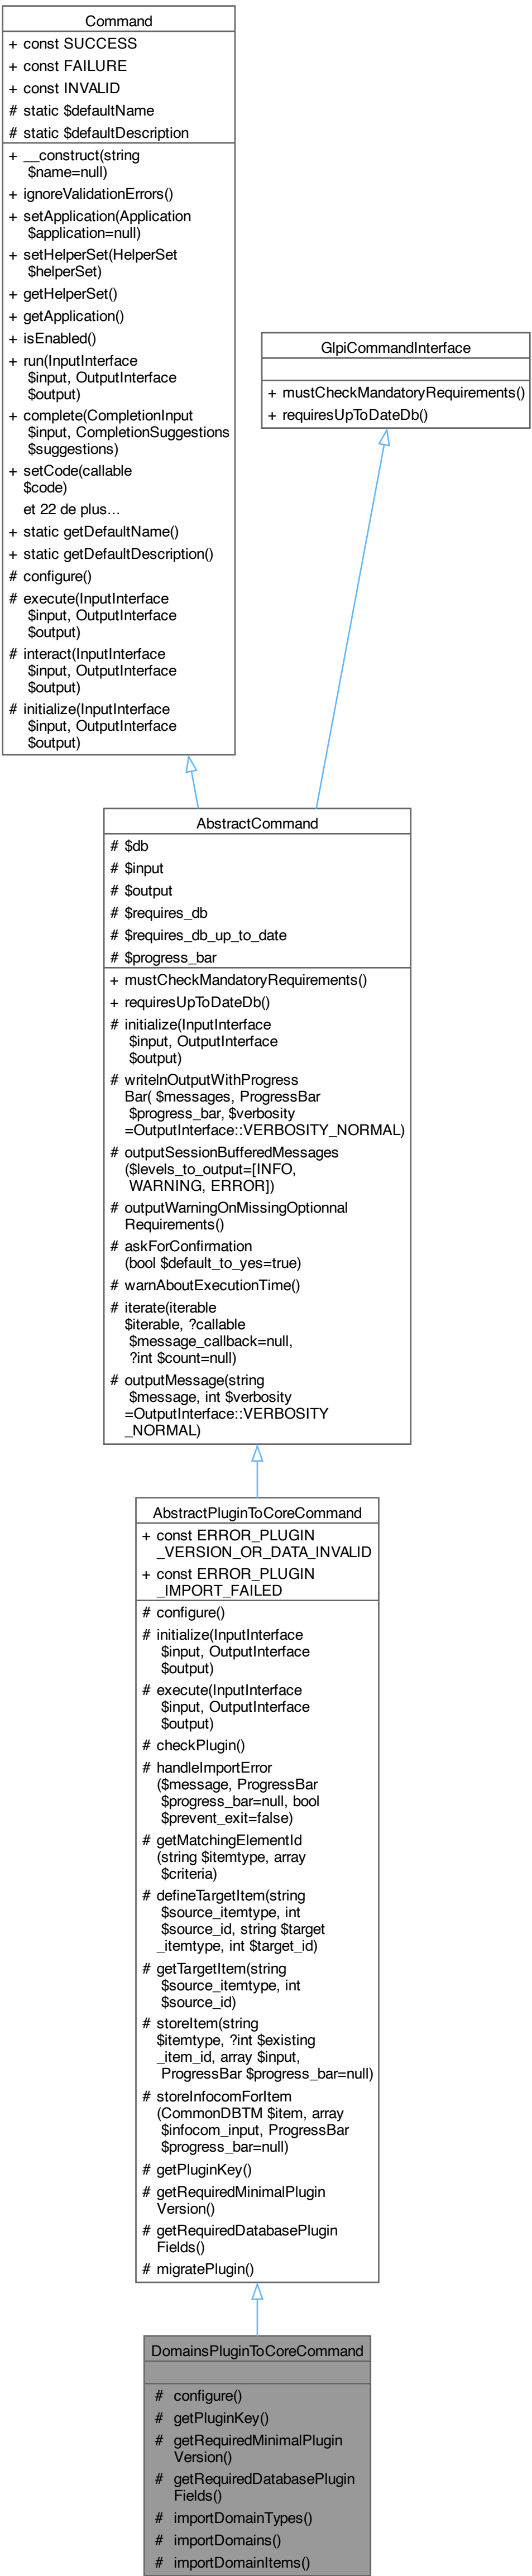 Command
+ const SUCCESS
+ const FAILURE
+ const INVALID
# static $defaultName
# static $defaultDescription
+ __construct(string
$name=null)
+ ignoreValidationErrors()
+ setApplication(Application
$application=null)
+ setHelperSet(HelperSet
$helperSet)
+ getHelperSet()
+ getApplication()
+ isEnabled()
+ run(InputInterface
$input, OutputInterface
$output)
+ complete(CompletionInput
$input, CompletionSuggestions
$suggestions)
+ setCode(callable
$code)
et 22 de plus...
+ static getDefaultName()
+ static getDefaultDescription()
# configure()
# execute(InputInterface
$input, OutputInterface
$output)
# interact(InputInterface
$input, OutputInterface
$output)
# initialize(InputInterface
$input, OutputInterface
$output)
GlpiCommandInterface
+ mustCheckMandatoryRequirements()
+ requiresUpToDateDb()
AbstractCommand
# $db
# $input
# $output
# $requires_db
# $requires_db_up_to_date
# $progress_bar
+ mustCheckMandatoryRequirements()
+ requiresUpToDateDb()
# initialize(InputInterface
$input, OutputInterface
$output)
# writelnOutputWithProgress
Bar( $messages, ProgressBar
$progress_bar, $verbosity
=OutputInterface::VERBOSITY_NORMAL)
# outputSessionBufferedMessages
($levels_to_output=[INFO,
WARNING, ERROR])
# outputWarningOnMissingOptionnal
Requirements()
# askForConfirmation
(bool $default_to_yes=true)
# warnAboutExecutionTime()
# iterate(iterable
$iterable, ?callable
$message_callback=null,
?int $count=null)
# outputMessage(string
$message, int $verbosity
=OutputInterface::VERBOSITY
_NORMAL)
AbstractPluginToCoreCommand
+ const ERROR_PLUGIN
_VERSION_OR_DATA_INVALID
+ const ERROR_PLUGIN
_IMPORT_FAILED
# configure()
# initialize(InputInterface
$input, OutputInterface
$output)
# execute(InputInterface
$input, OutputInterface
$output)
# checkPlugin()
# handleImportError
($message, ProgressBar
$progress_bar=null, bool
$prevent_exit=false)
# getMatchingElementId
(string $itemtype, array
$criteria)
# defineTargetItem(string
$source_itemtype, int
$source_id, string $target
_itemtype, int $target_id)
# getTargetItem(string
$source_itemtype, int
$source_id)
# storeItem(string
$itemtype, ?int $existing
_item_id, array $input,
ProgressBar $progress_bar=null)
# storeInfocomForItem
(CommonDBTM $item, array
$infocom_input, ProgressBar
$progress_bar=null)
# getPluginKey()
# getRequiredMinimalPlugin
Version()
# getRequiredDatabasePlugin
Fields()
# migratePlugin()
DomainsPluginToCoreCommand
# configure()
# getPluginKey()
# getRequiredMinimalPlugin
Version()
# getRequiredDatabasePlugin
Fields()
# importDomainTypes()
# importDomains()
# importDomainItems()